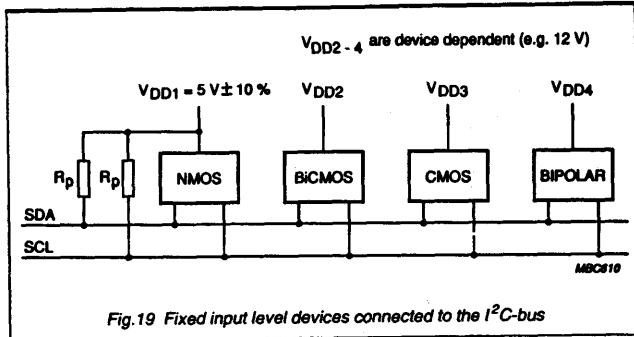 VDD2 - 4 are device dependent (e.g. 12 V)
VDD1 = 5 V ± 10 % VDD2 VDD3 VDD4
Rp Rp NMOS BiCMOS CMOS BIPOLAR
SDA
SCL
MBC610
Fig.19 Fixed input level devices connected to the I²C-bus